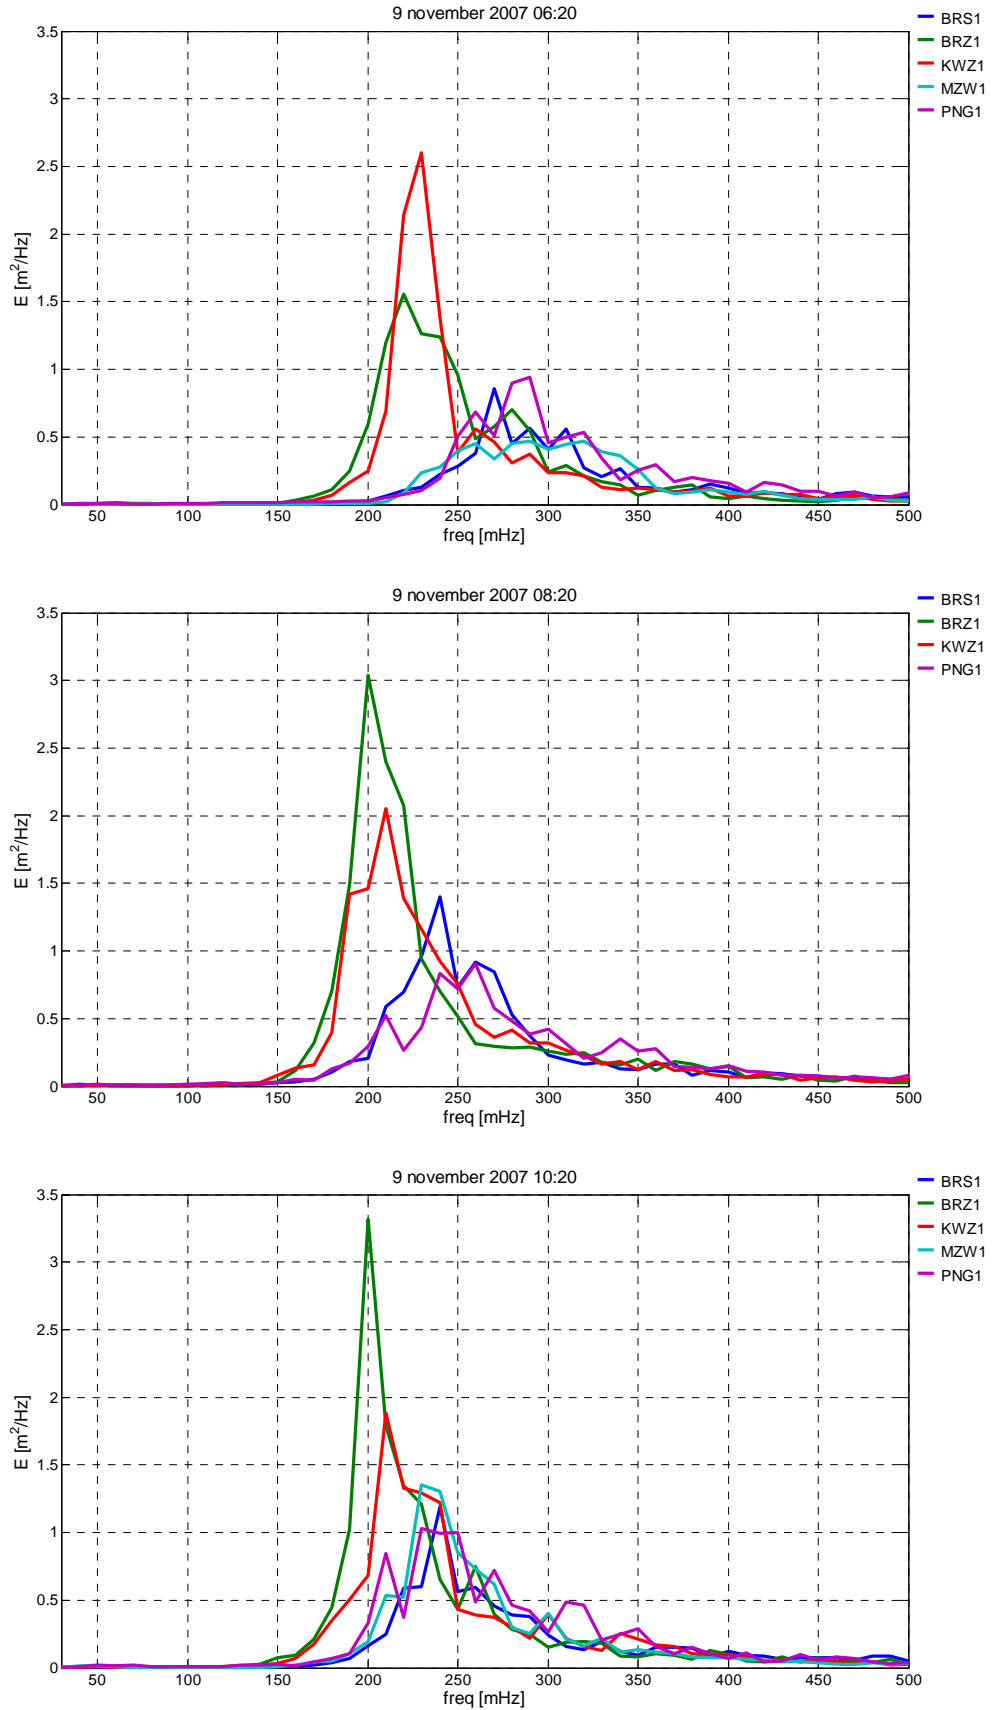 9 november 2007 06:20
BRS1
BRZ1
KWZ1
MZW1
PNG1
3.5
3
2.5
2
1.5
1
0.5
0
E [m²/Hz]
50 100 150 200 250 300 350 400 450 500
freq [mHz]
9 november 2007 08:20
BRS1
BRZ1
KWZ1
PNG1
3.5
3
2.5
2
1.5
1
0.5
0
E [m²/Hz]
50 100 150 200 250 300 350 400 450 500
freq [mHz]
9 november 2007 10:20
BRS1
BRZ1
KWZ1
MZW1
PNG1
3.5
3
2.5
2
1.5
1
0.5
0
E [m²/Hz]
50 100 150 200 250 300 350 400 450 500
freq [mHz]